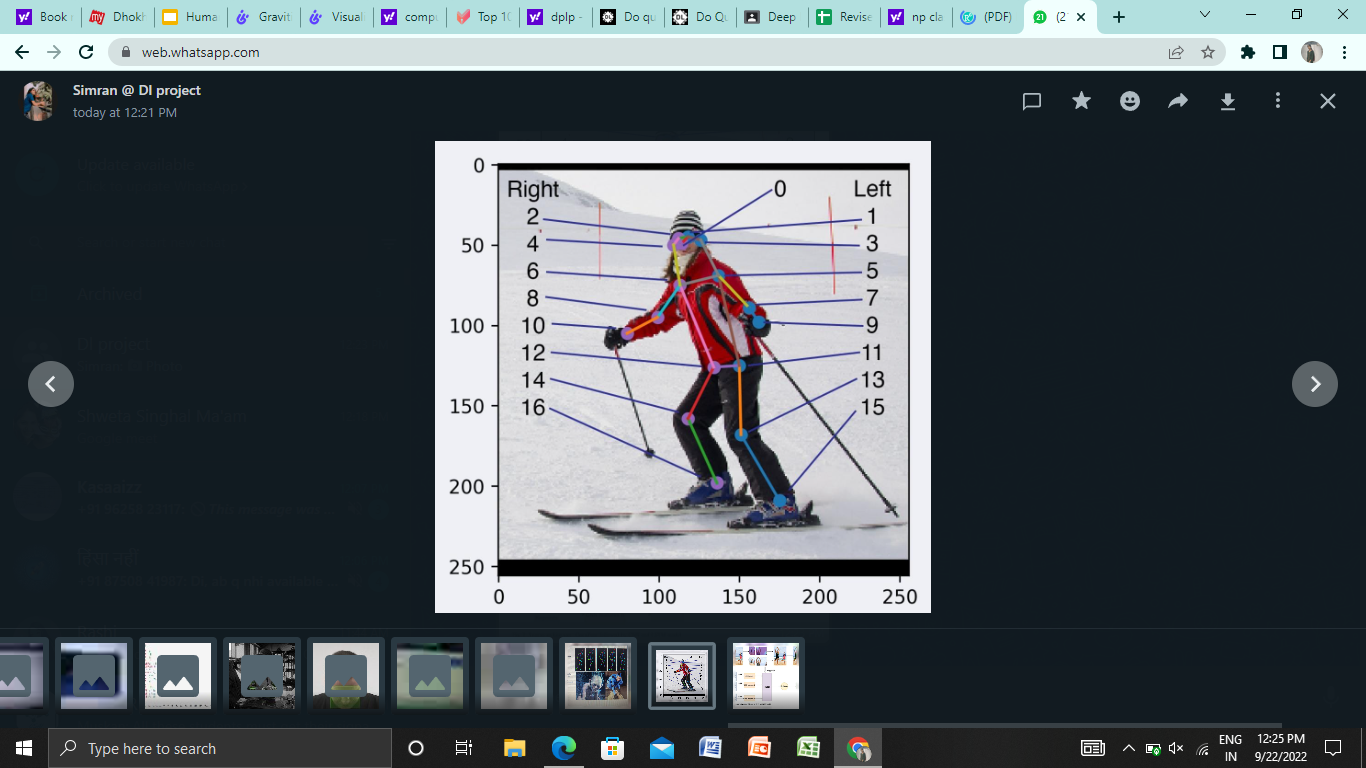 Book
Dhokh
Huma
Gravit
Visuali
compu
Top 10
dplp -
Do qu
Do Qu
Deep
Revise
np cla
(PDF)
(2
web.whatsapp.com
Simran @ DI project
today at 12:21 PM
0
50
100
150
200
250
Right 0 Left
2 1
4 3
6 5
8 7
10 9
12 11
14 13
16 15
0 50 100 150 200 250
Type here to search
ENG
IN
12:25 PM
9/22/2022